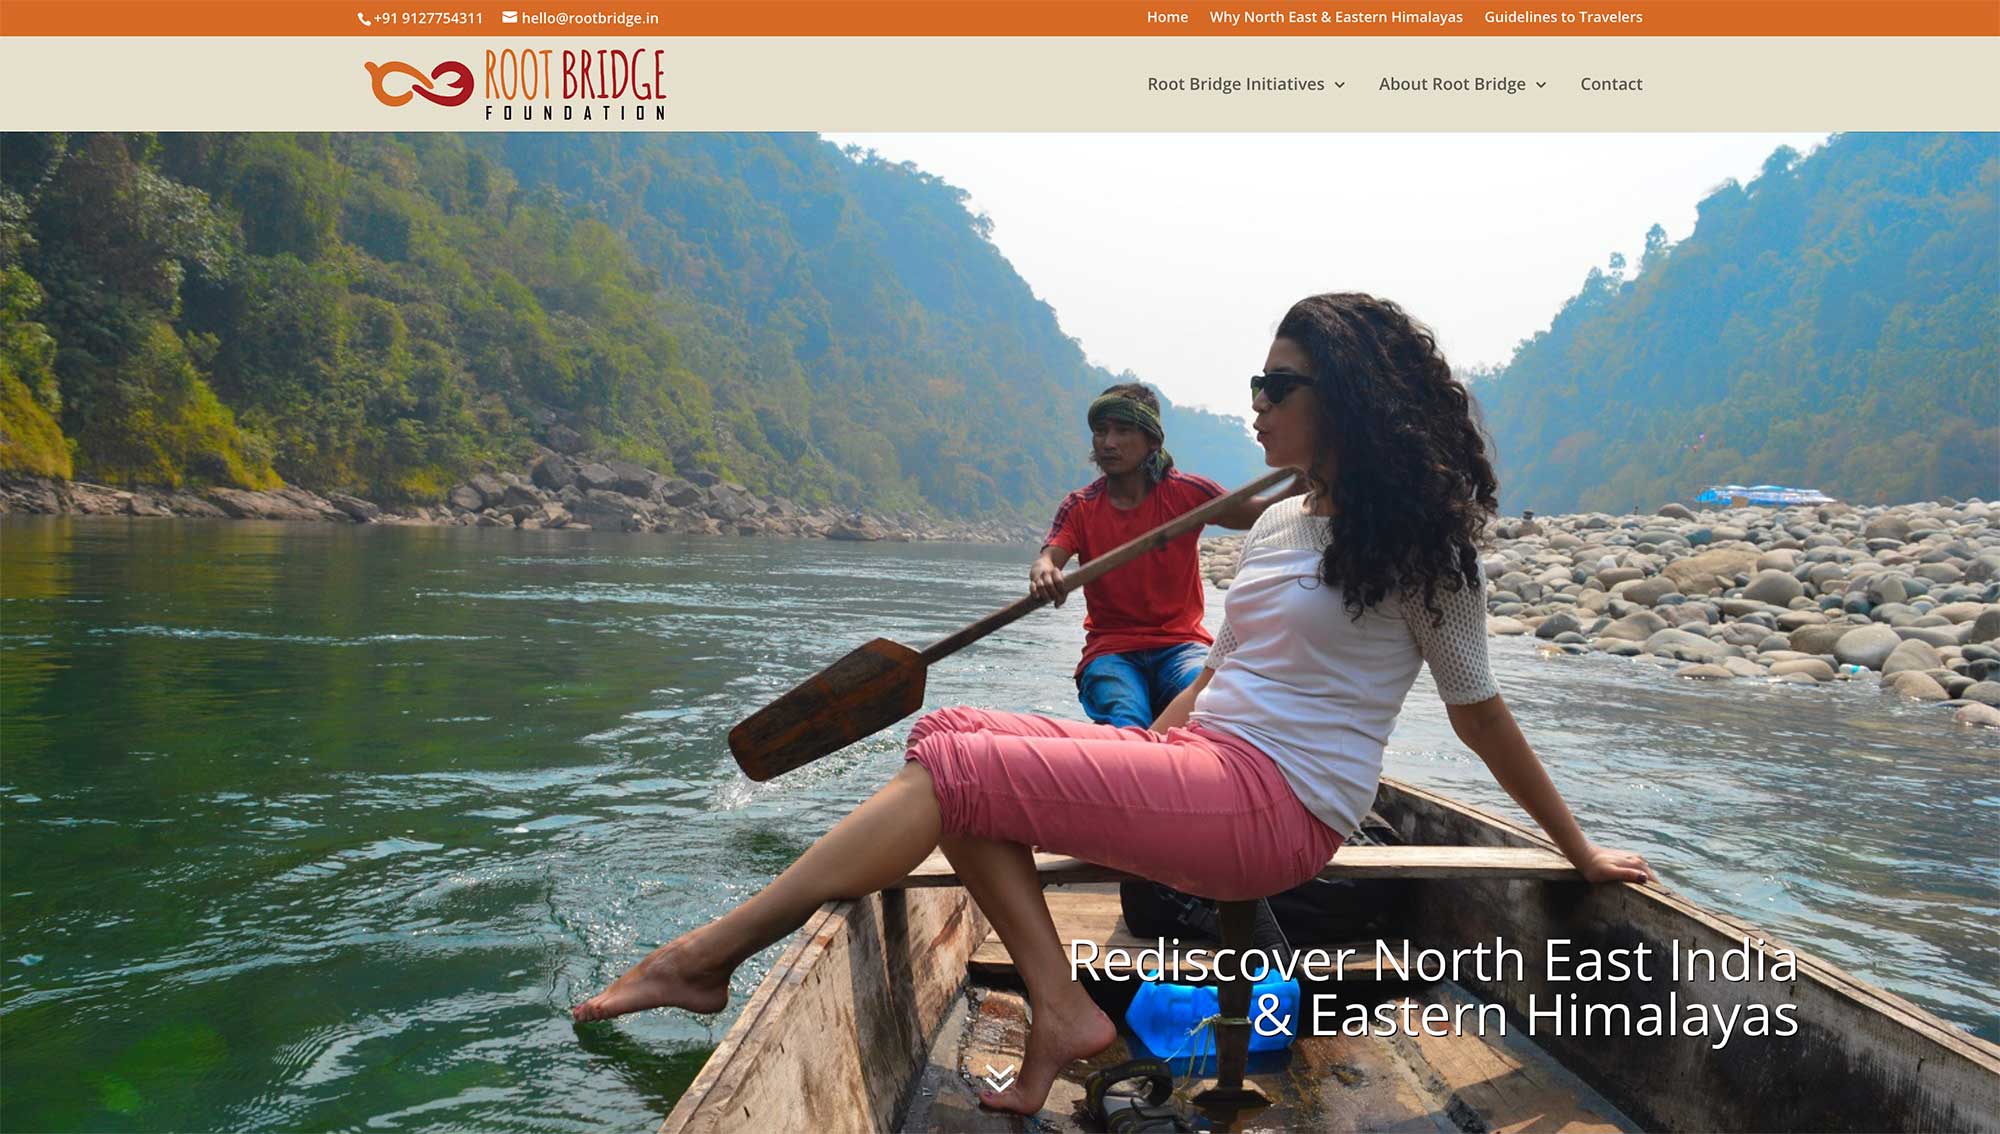 +91 9127754311 hello@rootbridge.in
Home Why North East & Eastern Himalayas Guidelines to Travelers
ROOT BRIDGE
FOUNDATION
Root Bridge Initiatives About Root Bridge Contact
Rediscover North East India
& Eastern Himalayas